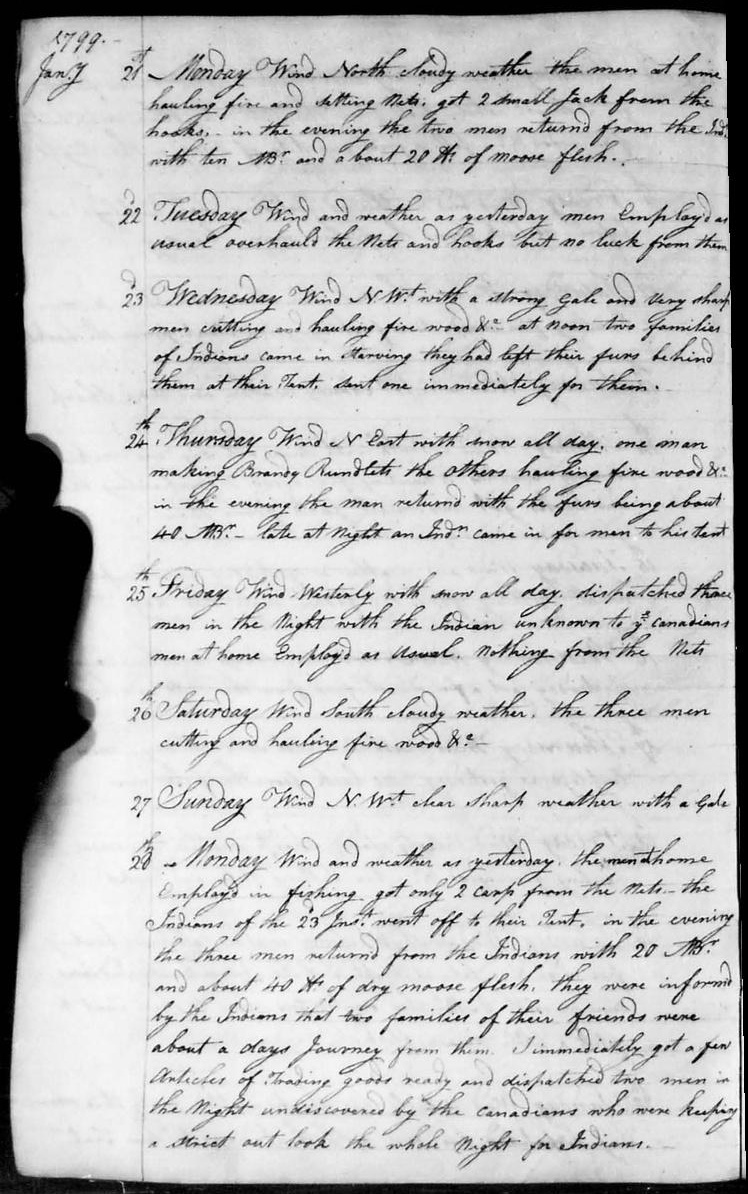 1799.-
Jany 21st Monday Wind North cloudy weather the men at home
hauling fire and setting Nets. got 2 small Jack from the
hooks,- in the evening the two men returnd from the Inds
with ten MBr. and about 20 lb of moose flesh..
22d Tuesday Wind and weather as yesterday men Employd as
usual overhauld the Nets and hooks but no luck from them
23d Wednesday Wind N.Wt with a strong Gale and very sharp
men cutting and hauling fire wood &c at Noon two families
of Indians came in starving they had left their furs behind
them at their Tent. sent one immediately for them.
24th Thursday Wind N East with snow all day. one man
making Brandy Rundlets the others hauling fire wood &c
in the evening the man returnd with the furs being about
40 MBr.- late at Night an Indn came in for men to his tent
25th Friday Wind Westerly with snow all day. dispatched three
men in the Night with the Indian unknown to ye Canadians
men at home Employd as usual. Nothing from the Nets
26th Saturday Wind South cloudy weather, the three men
cutting and hauling fire wood &c-
27 Sunday Wind N.Wt clear sharp weather with a Gale
28th - Monday Wind and weather as yesterday. the men at home
Employd in fishing got only 2 carp from the Nets.- the
Indians of the 23d Inst. went off to their Tent. in the evening
the three men returnd from the Indians with 20 MBr.
and about 40 lb of dry moose flesh. they were informd
by the Indians that two families of their friends were
about a days Journey from them. I immediately got a few
Articles of Trading goods ready and dispatched two men in
the Night undiscovered by the Canadians who were keeping
a strict out look the whole Night for Indians.-